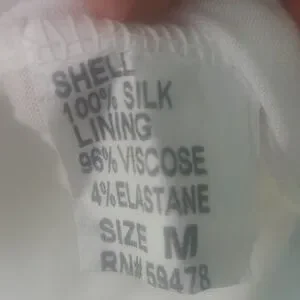 SHELL
100% SILK
LINING
96% VISCOSE
4% ELASTANE
SIZE M
RN# 59478